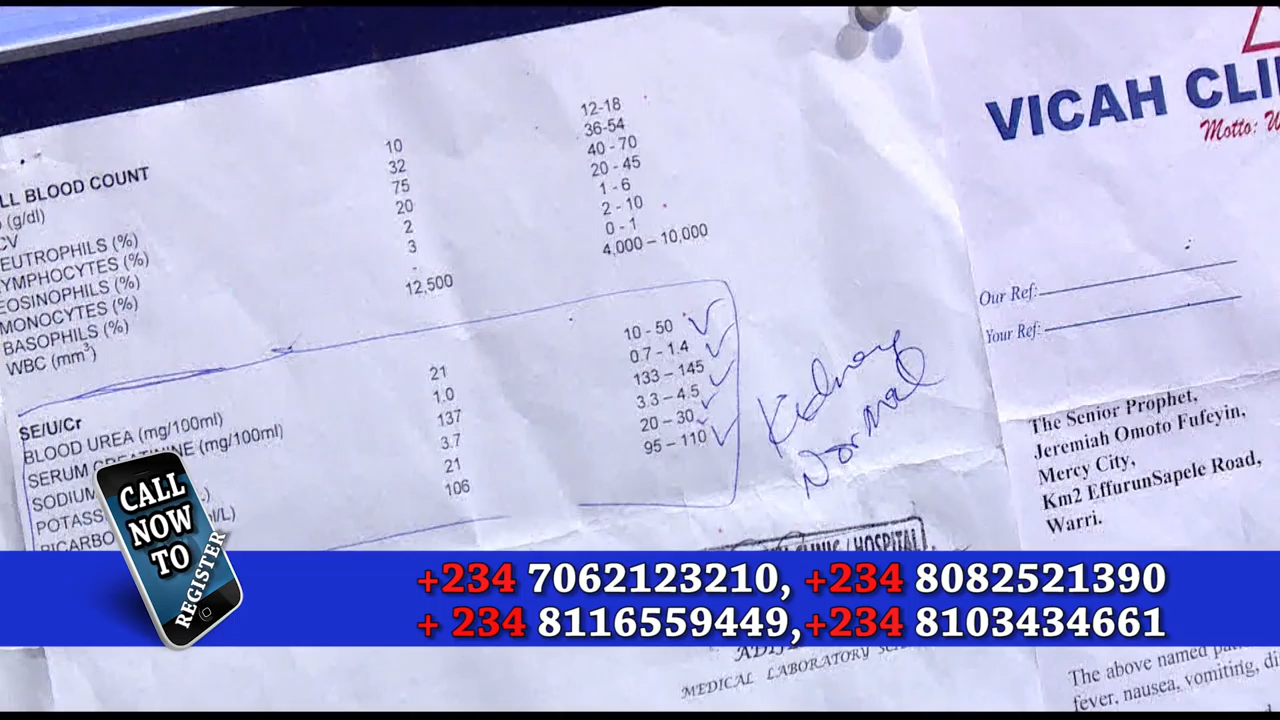 LL BLOOD COUNT
(g/dl) 10 12-18
CV 32 36-54
EUTROPHILS (%) 75 40 - 70
YMPHOCYTES (%) 20 20 - 45
EOSINOPHILS (%) 2 1 - 6
MONOCYTES (%) 3 2 - 10
BASOPHILS (%) . 0 - 1
WBC (mm³) 12,500 4,000 – 10,000
SE/U/Cr
BLOOD UREA (mg/100ml) 21 10 - 50
SERUM CREATININE (mg/100ml) 1.0 0.7 – 1.4
SODIUM 137 133 - 145
POTASS 3.7 3.3 – 4.5
BICARBO 21 20 – 30
106 95 – 110
Kidney
Normal
CLINIC / HOSPITAL
MEDICAL LABORATORY
VICAH CLI
Motto:
Our Ref:
Your Ref:
The Senior Prophet,
Jeremiah Omoto Fufeyin,
Mercy City,
Km2 EffurunSapele Road,
Warri.
The above named
fever, nausea, vomiting,
CALL
NOW
TO
REGISTER
+234 7062123210, +234 8082521390
+ 234 8116559449,+234 8103434661